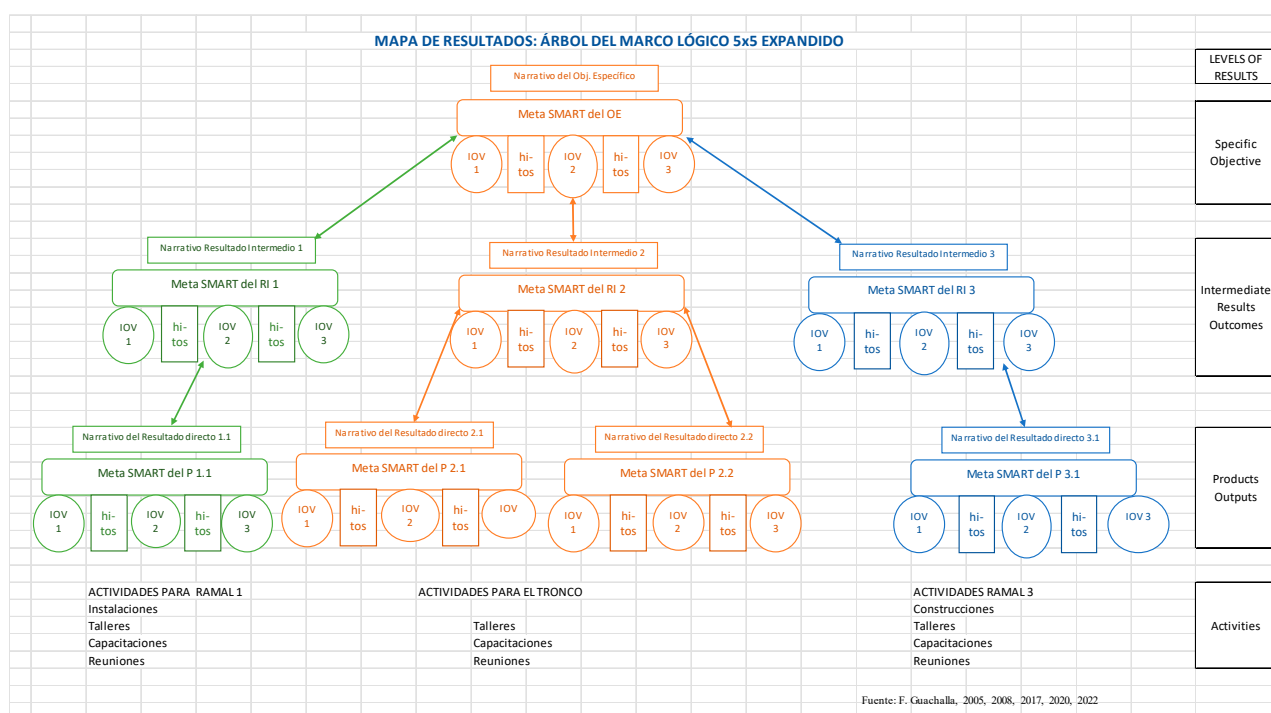 MAPA DE RESULTADOS: ÁRBOL DEL MARCO LÓGICO 5x5 EXPANDIDO
LEVELS OF
RESULTS
Narrativo del Obj. Específico
Meta SMART del OE
IOV
1
hi-
tos
IOV
2
hi-
tos
IOV
3
Specific
Objective
Narrativo Resultado Intermedio 1
Meta SMART del RI 1
IOV
1
hi-
tos
IOV
2
hi-
tos
IOV
3
Narrativo Resultado Intermedio 2
Meta SMART del RI 2
IOV
1
hi-
tos
IOV
2
hi-
tos
IOV
3
Narrativo Resultado Intermedio 3
Meta SMART del RI 3
IOV
1
hi-
tos
IOV
2
hi-
tos
IOV
3
Intermediate
Results
Outcomes
Narrativo del Resultado directo 1.1
Meta SMART del P 1.1
IOV
1
hi-
tos
IOV
2
hi-
tos
IOV
3
Narrativo del Resultado directo 2.1
Meta SMART del P 2.1
IOV
1
hi-
tos
IOV
2
hi-
tos
IOV
Narrativo del Resultado directo 2.2
Meta SMART del P 2.2
IOV
1
hi-
tos
IOV
2
hi-
tos
IOV
3
Narrativo del Resultado directo 3.1
Meta SMART del P 3.1
IOV
1
hi-
tos
IOV
2
hi-
tos
IOV 3
Products
Outputs
ACTIVIDADES PARA RAMAL 1
Instalaciones
Talleres
Capacitaciones
Reuniones
ACTIVIDADES PARA EL TRONCO
Talleres
Capacitaciones
Reuniones
ACTIVIDADES RAMAL 3
Construcciones
Talleres
Capacitaciones
Reuniones
Activities
Fuente: F. Guachalla, 2005, 2008, 2017, 2020, 2022